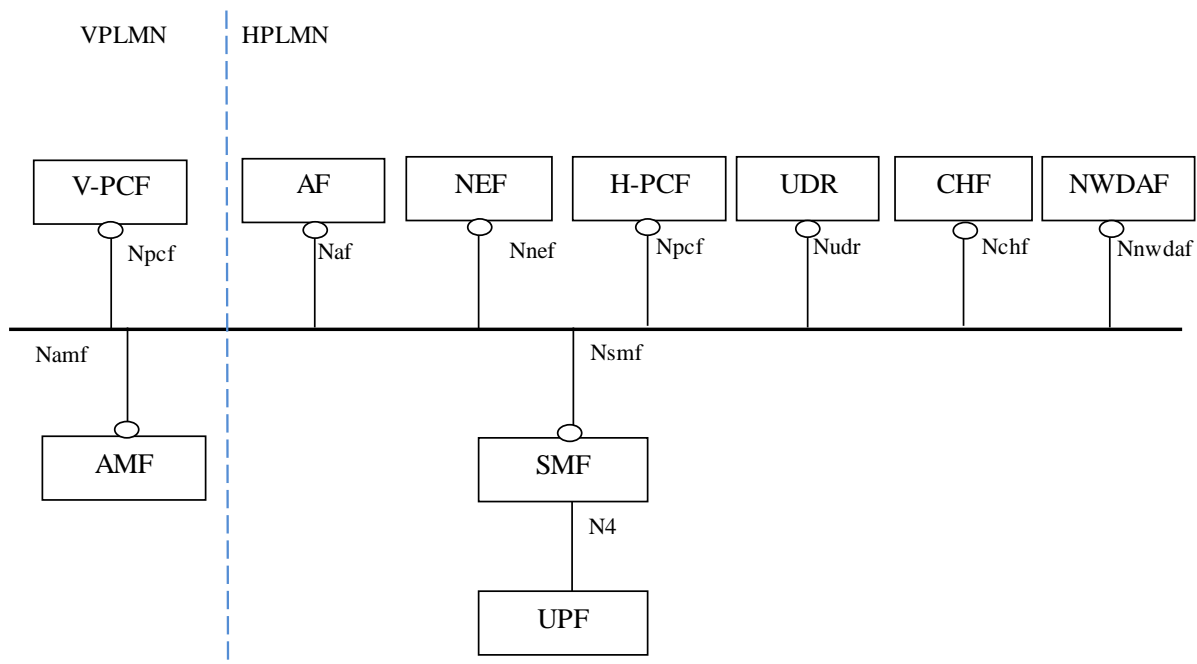 VPLMN
HPLMN
V-PCF
AF
NEF
H-PCF
UDR
CHF
NWDAF
Npcf
Naf
Nnef
Npcf
Nudr
Nchf
Nnwdaf
Namf
Nsmf
AMF
SMF
N4
UPF